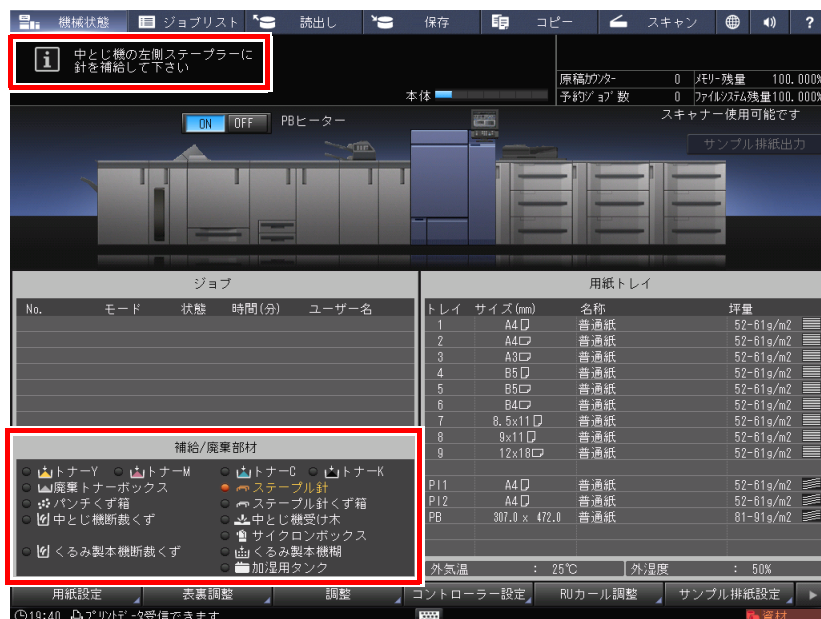 機械状態 ジョブリスト 読出し 保存 コピー スキャン ?
i 中とじ機の左側ステープラーに
針を補給して下さい
原稿カウンター 0 メモリー残量 100.000%
本体 予約ジョブ数 0 ファイルシステム残量100.000%
ON OFF PBヒーター スキャナー使用可能です
サンプル排紙出力
ジョブ
No. モード 状態 時間(分) ユーザー名
用紙トレイ
トレイ サイズ(mm) 名称 坪量
1 A4 普通紙 52-61g/m2
2 A4 普通紙 52-61g/m2
3 A3 普通紙 52-61g/m2
4 B5 普通紙 52-61g/m2
5 B5 普通紙 52-61g/m2
6 B4 普通紙 52-61g/m2
7 8.5x11 普通紙 52-61g/m2
8 9x11 普通紙 52-61g/m2
9 12x18 普通紙 52-61g/m2
PI1 A4 普通紙 52-61g/m2
PI2 A4 普通紙 52-61g/m2
PB 307.0 x 472.0 普通紙 81-91g/m2
補給/廃棄部材
トナーY トナーM トナーC トナーK
廃棄トナーボックス ステープル針
パンチくず箱 ステープル針くず箱
中とじ機断裁くず 中とじ機受け木
サイクロンボックス
くるみ製本機断裁くず くるみ製本機糊
加湿用タンク
外気温 : 25℃ 外湿度 : 50%
用紙設定 表裏調整 調整 コントローラー設定 RUカール調整 サンプル排紙設定
19:40 プリントデータ受信できます 資材